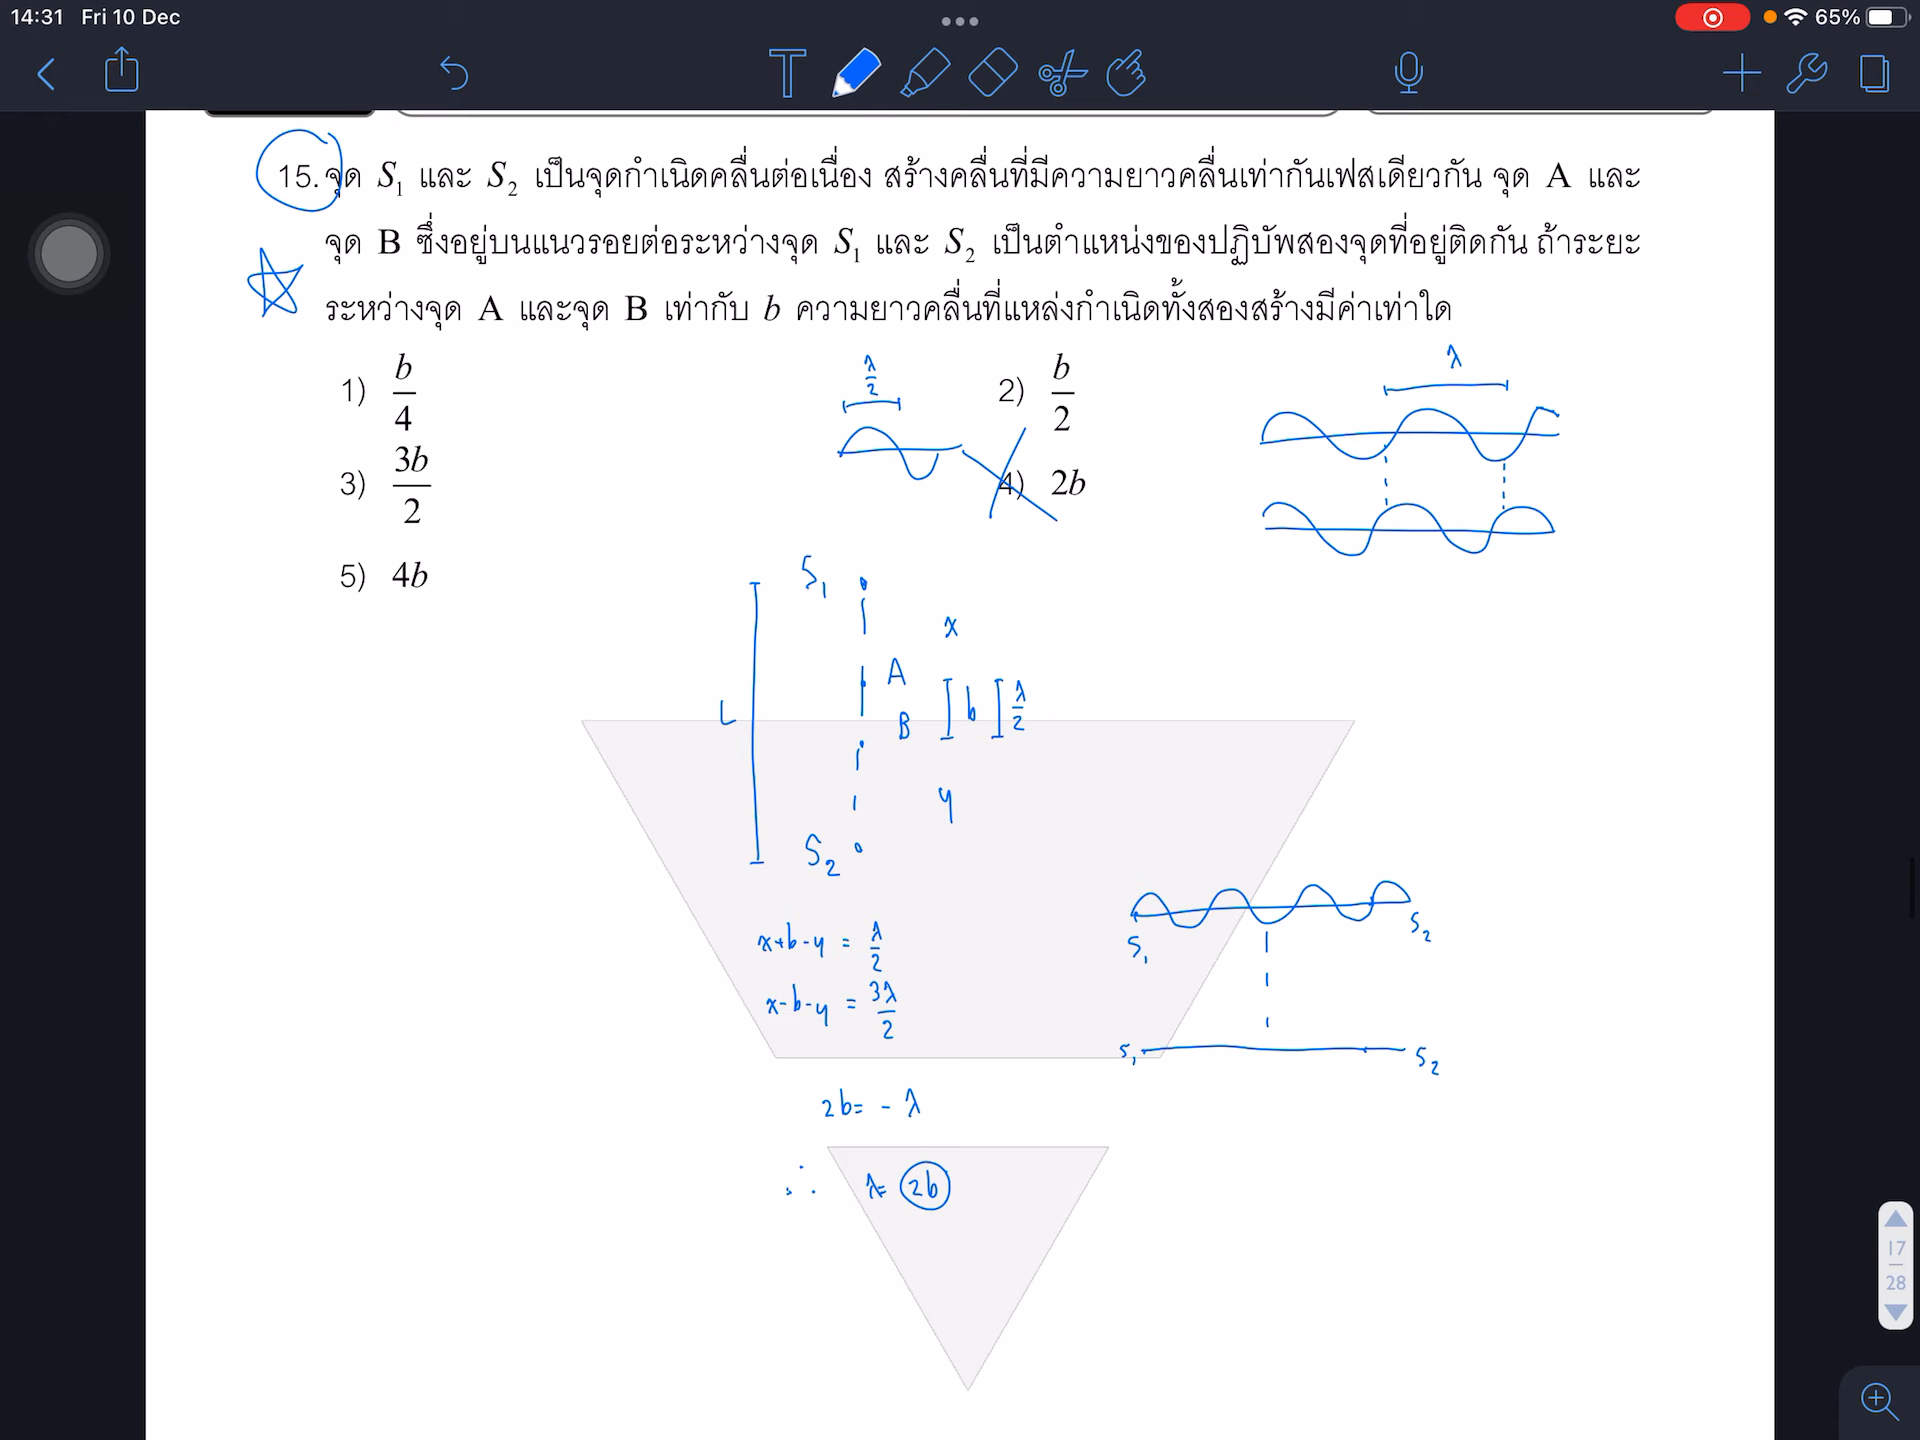 14:31 Fri 10 Dec
65%
15. จุด S₁ และ S₂ เป็นจุดกำเนิดคลื่นต่อเนื่อง สร้างคลื่นที่มีความยาวคลื่นเท่ากันเฟสเดียวกัน จุด A และ
จุด B ซึ่งอยู่บนแนวรอยต่อระหว่างจุด S₁ และ S₂ เป็นตำแหน่งของปฏิบัพสองจุดที่อยู่ติดกัน ถ้าระยะ
ระหว่างจุด A และจุด B เท่ากับ b ความยาวคลื่นที่แหล่งกำเนิดทั้งสองสร้างมีค่าเท่าใด
1) b/4
λ/2
2) b/2
λ
3) 3b/2
4) 2b
5) 4b
S₁
x
A
L
B
b
λ/2
y
S₂
x+b-y = λ/2
x-b-y = 3λ/2
2b = - λ
∴ λ = 2b
S₁
S₂
S₁
S₂
17
28